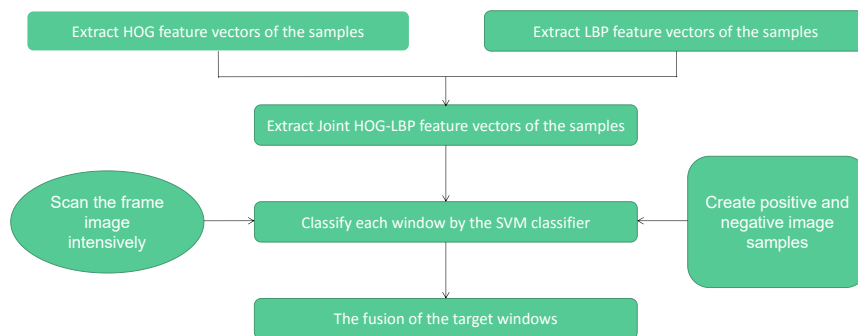 Extract HOG feature vectors of the samples
Extract LBP feature vectors of the samples
Extract Joint HOG-LBP feature vectors of the samples
Scan the frame
image
intensively
Classify each window by the SVM classifier
Create positive and
negative image
samples
The fusion of the target windows